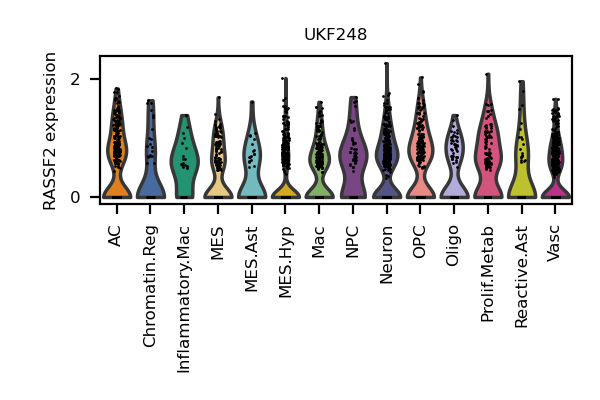 UKF248
RASSF2 expression
2
0
AC
Chromatin.Reg
Inflammatory.Mac
MES
MES.Ast
MES.Hyp
Mac
NPC
Neuron
OPC
Oligo
Prolif.Metab
Reactive.Ast
Vasc